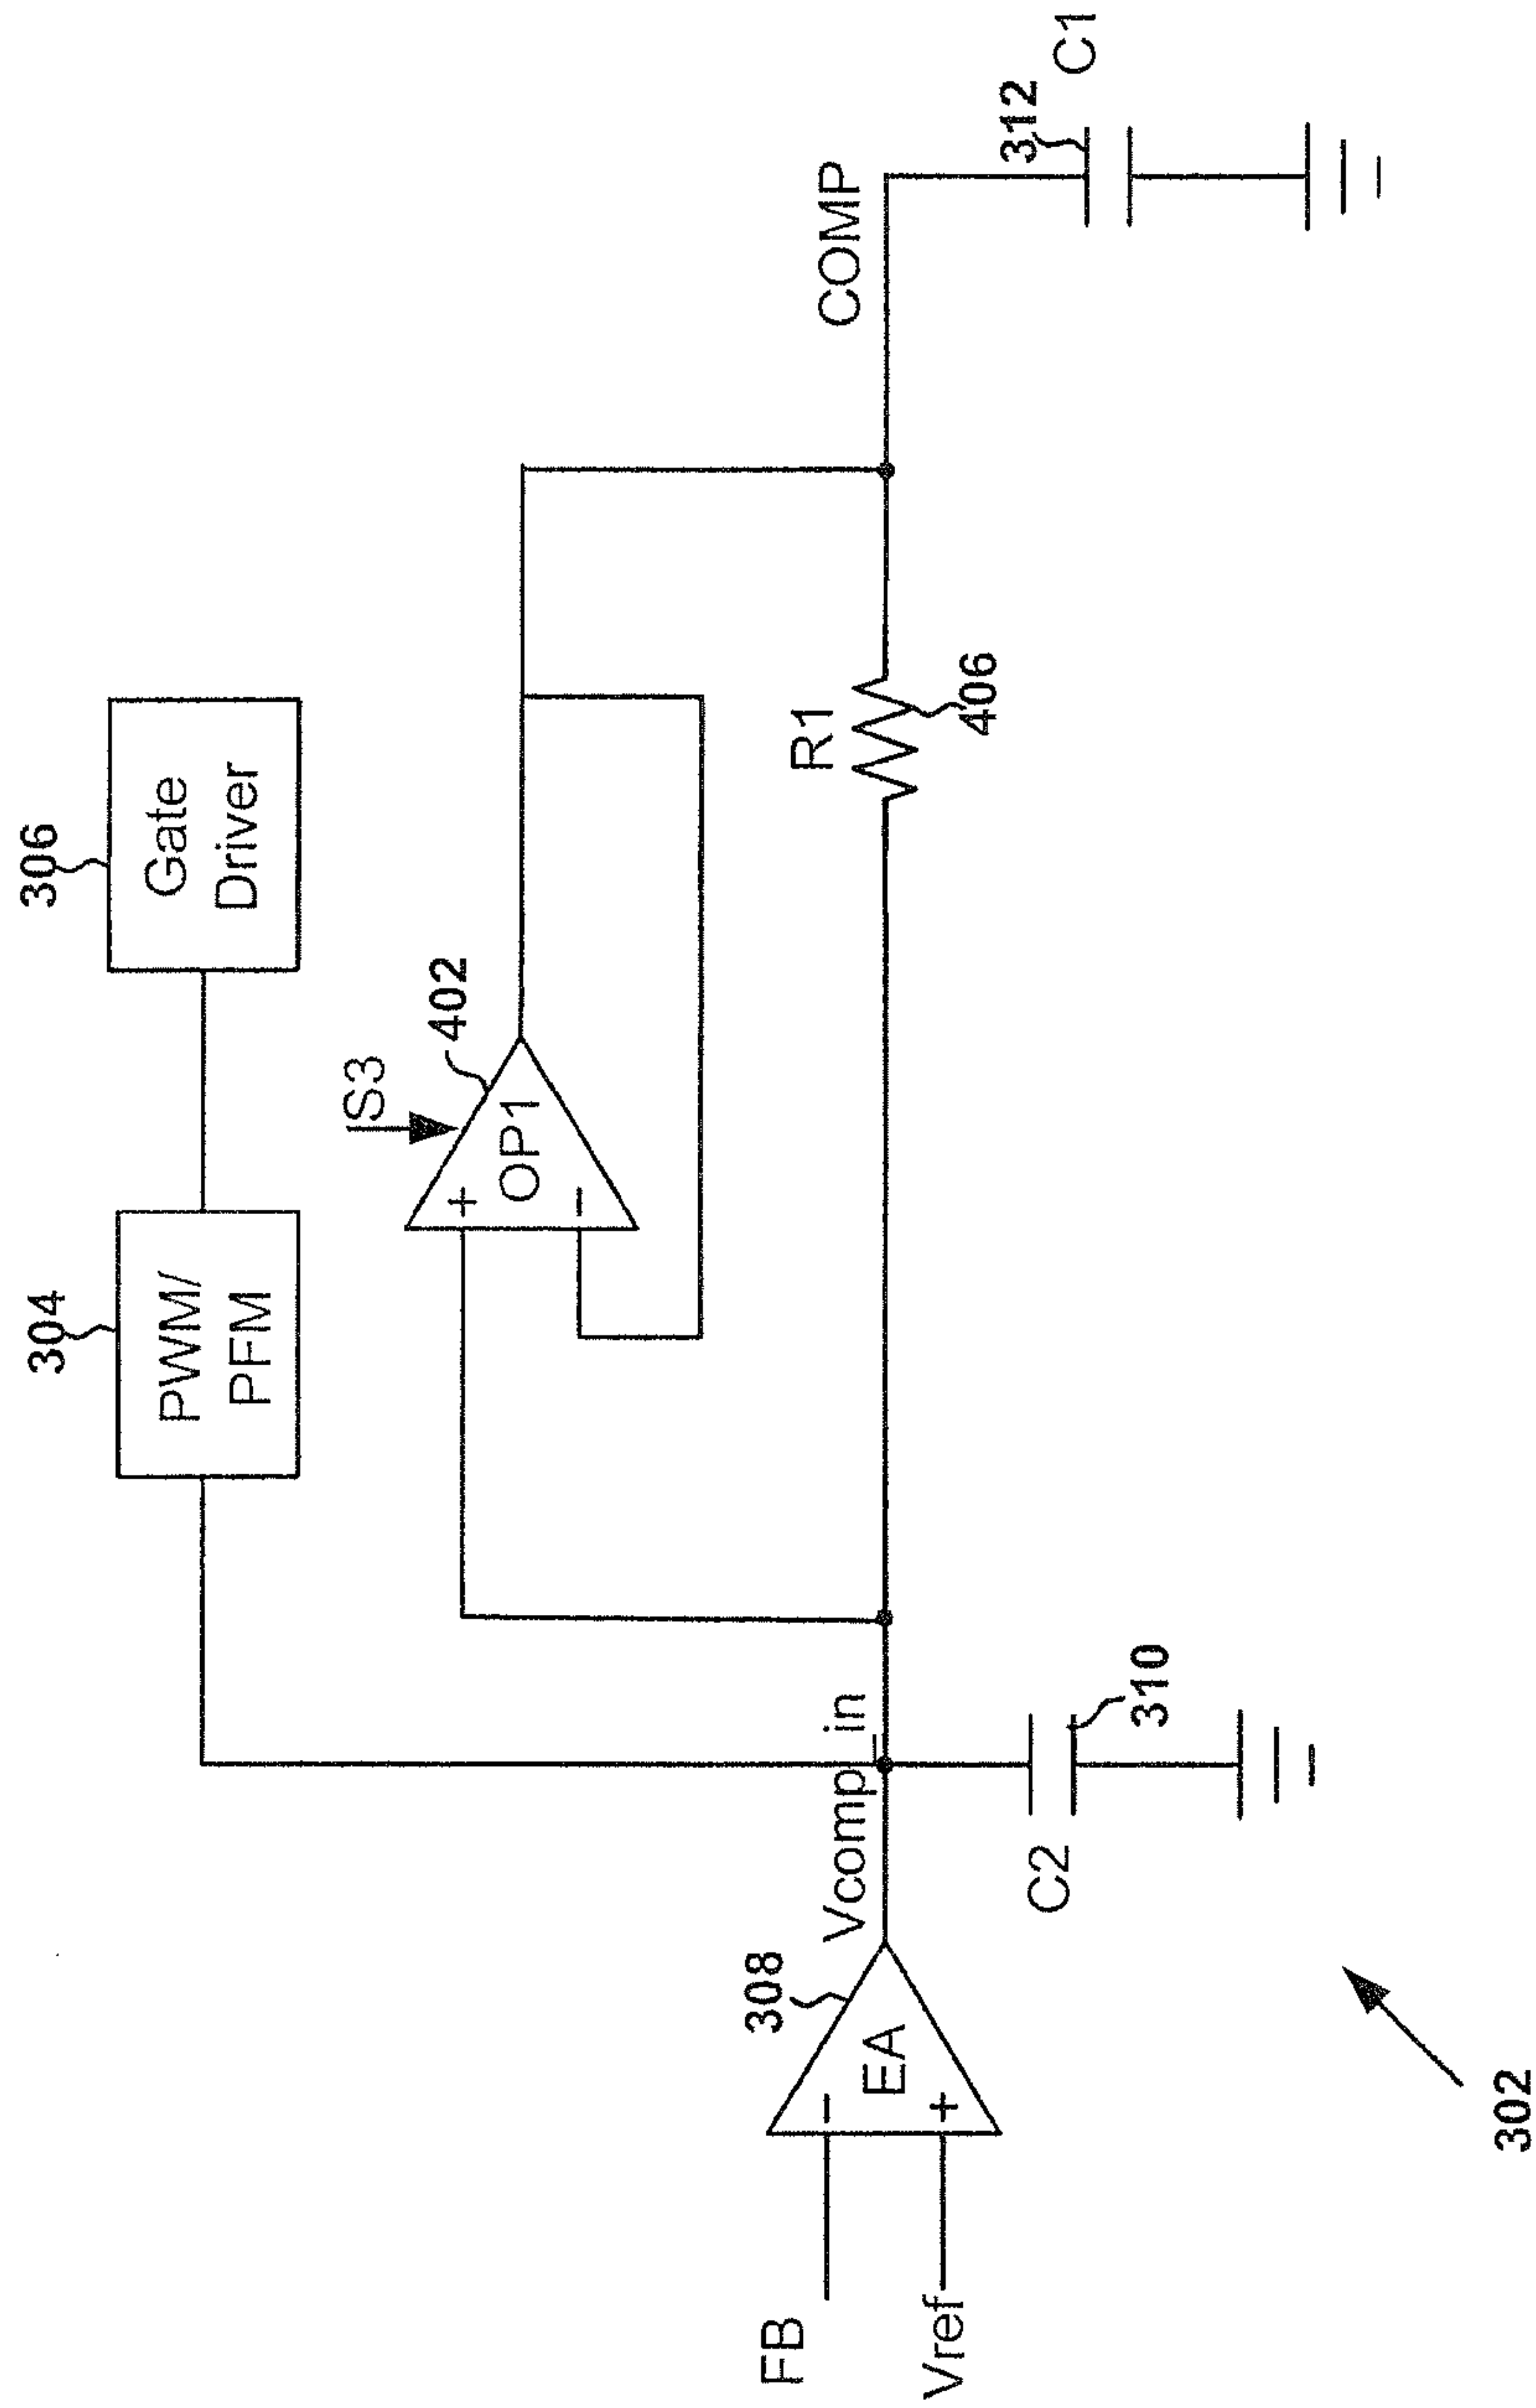 306
Gate
Driver
304
PWM/
PFM
S3
402
+
OP1
−
COMP
312
C1
R1
406
Vcomp_in
310
C2
308
−
EA
+
FB
Vref
302